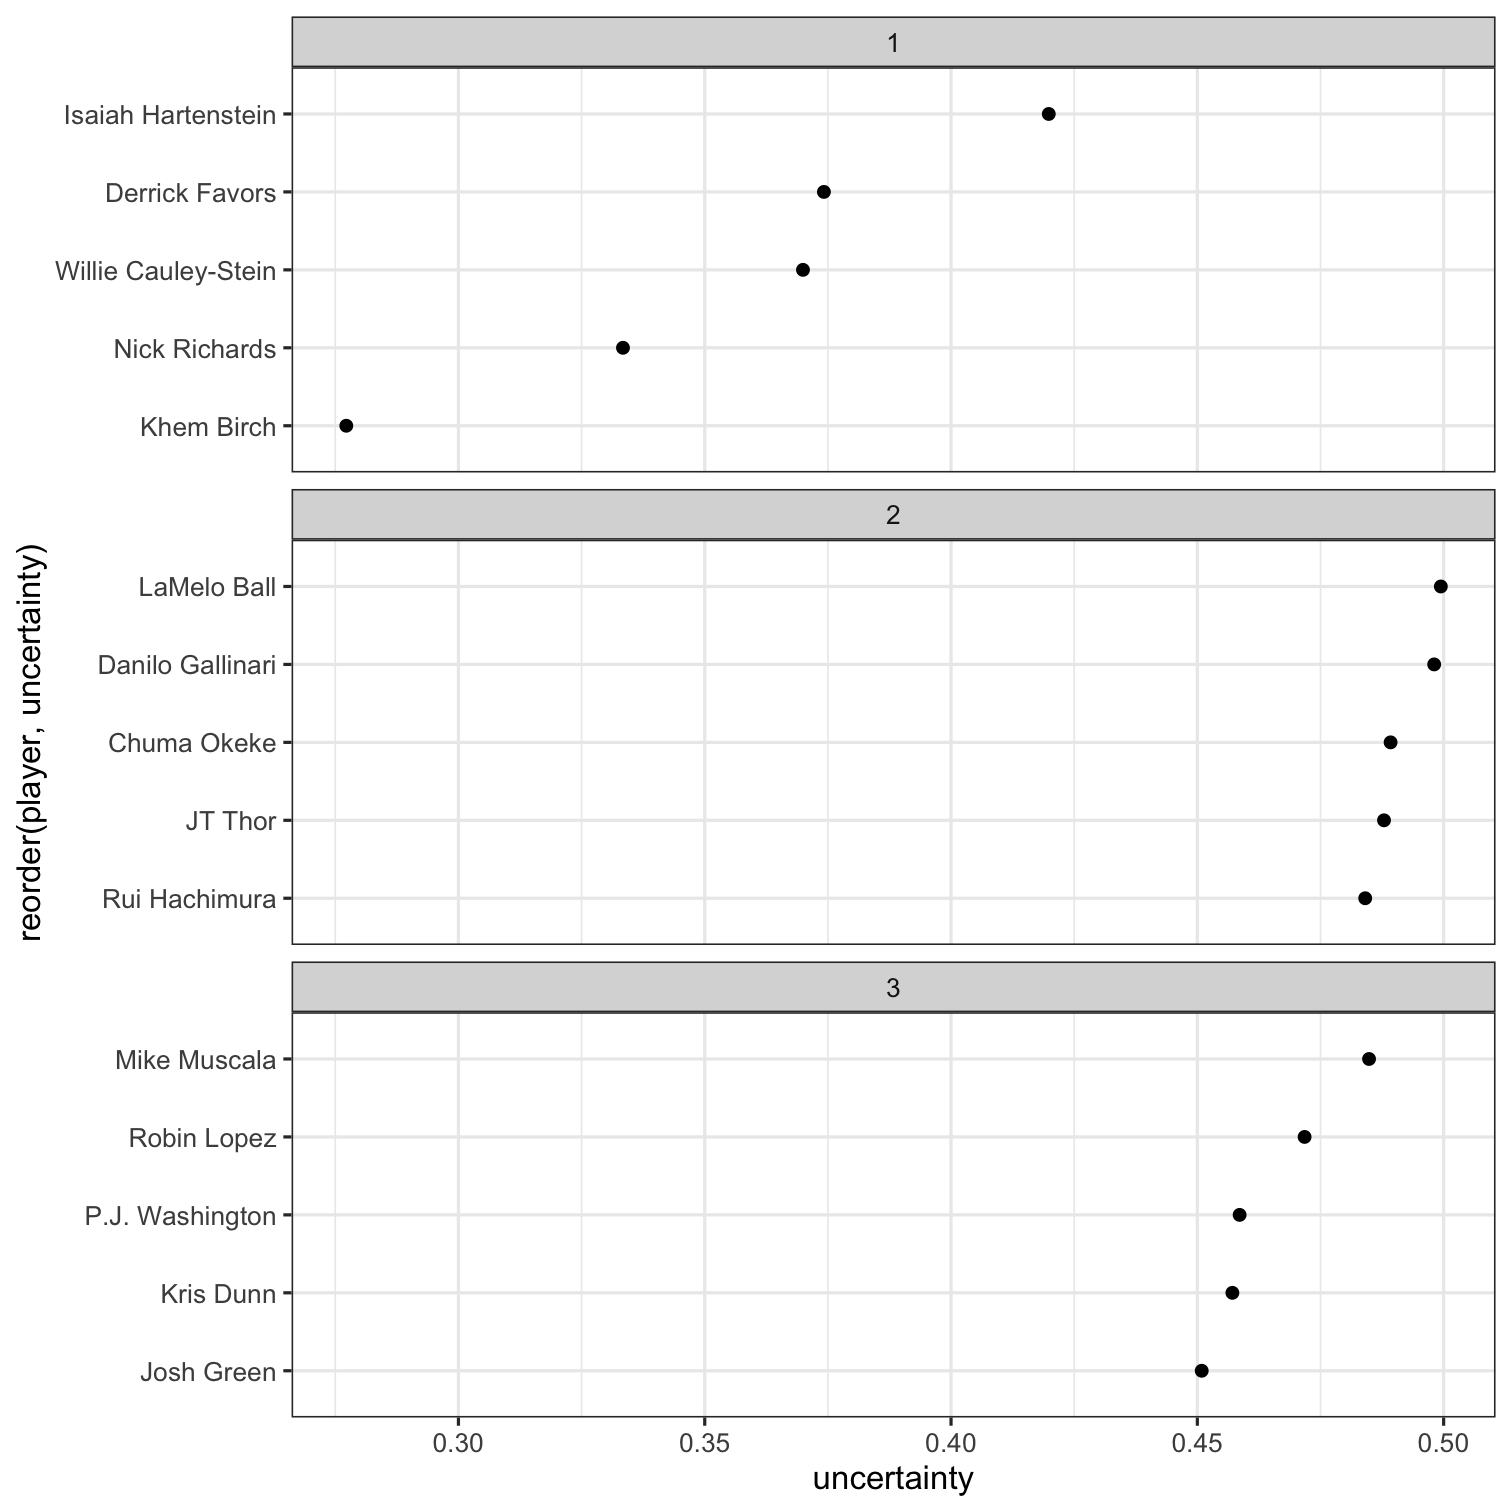 1
Isaiah Hartenstein
Derrick Favors
Willie Cauley-Stein
Nick Richards
Khem Birch
2
LaMelo Ball
Danilo Gallinari
Chuma Okeke
JT Thor
Rui Hachimura
3
Mike Muscala
Robin Lopez
P.J. Washington
Kris Dunn
Josh Green
reorder(player, uncertainty)
0.30 0.35 0.40 0.45 0.50
uncertainty